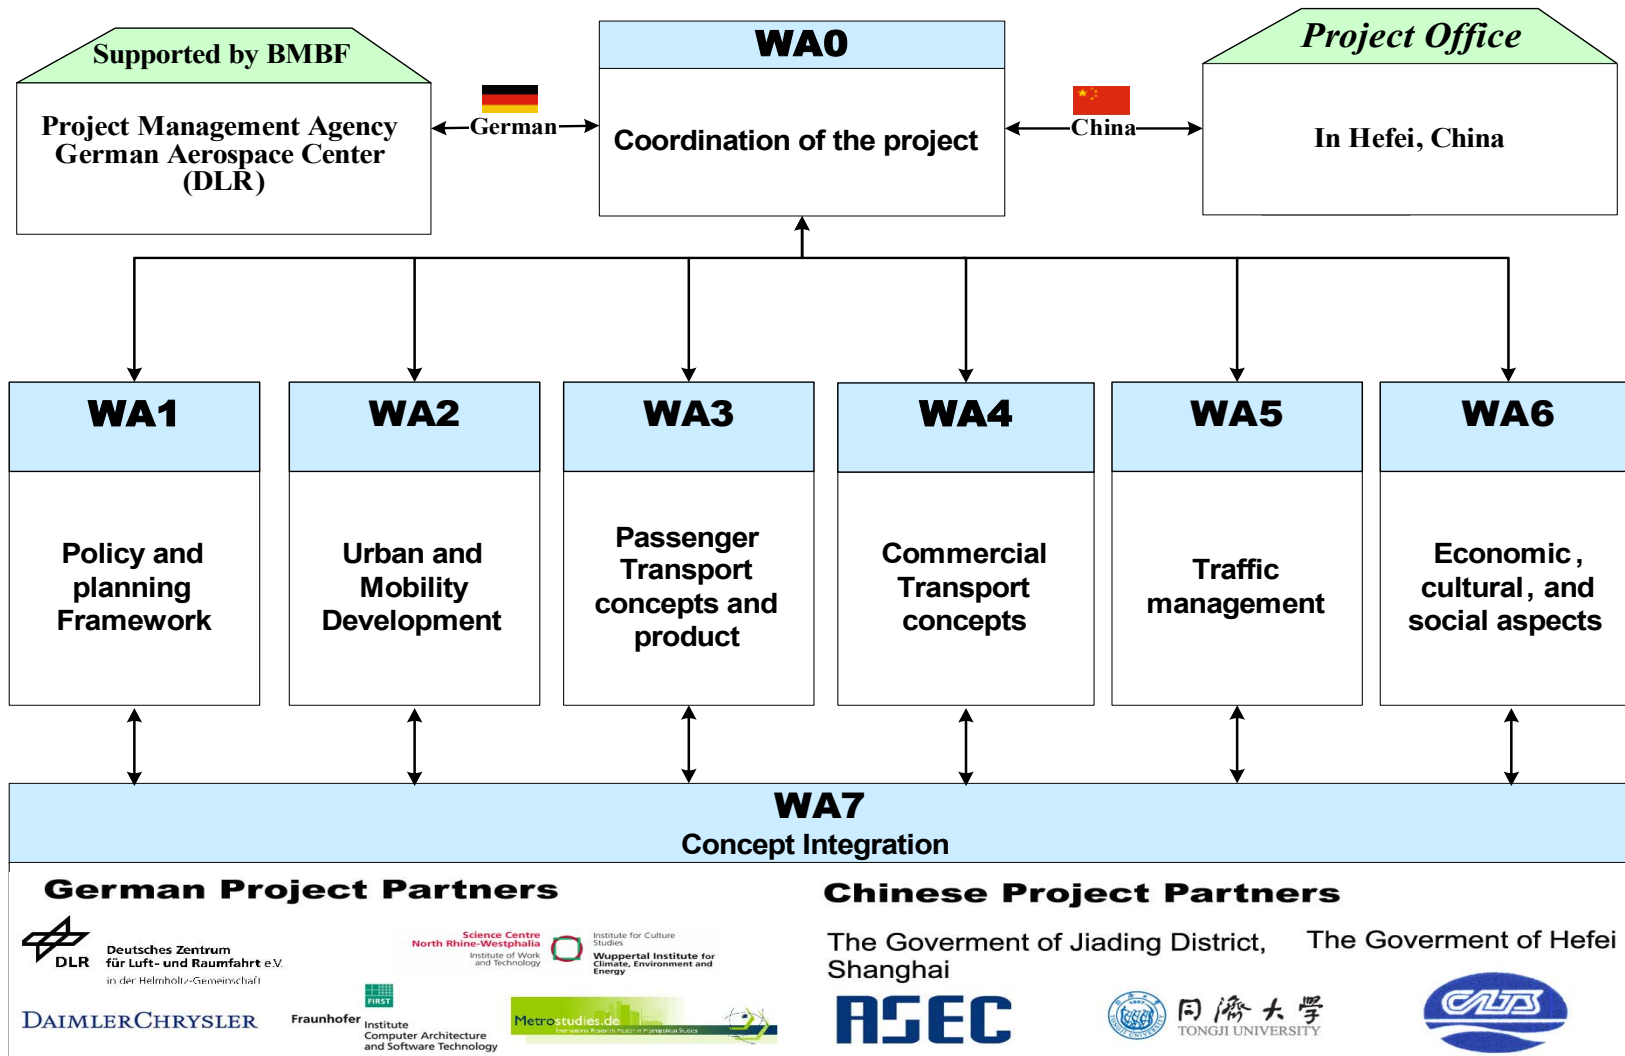 Supported by BMBF
Project Management Agency
German Aerospace Center
(DLR)
German
WA0
Coordination of the project
China
Project Office
In Hefei, China
WA1
Policy and
planning
Framework
WA2
Urban and
Mobility
Development
WA3
Passenger
Transport
concepts and
product
WA4
Commercial
Transport
concepts
WA5
Traffic
management
WA6
Economic,
cultural, and
social aspects
WA7
Concept Integration
German Project Partners
DLR
Deutsches Zentrum
für Luft- und Raumfahrt e.V.
in der Helmholtz-Gemeinschaft
Science Centre
North Rhine-Westphalia
Institute of Work
and Technology
Institute for Culture
Studies
Wuppertal Institute for
Climate, Environment and
Energy
DAIMLERCHRYSLER
Fraunhofer
FIRST
Institute
Computer Architecture
and Software Technology
Metrostudies.de
Chinese Project Partners
The Goverment of Jiading District,
Shanghai
The Goverment of Hefei
ASEC
1907
同濟大學
TONGJI UNIVERSITY
CATS